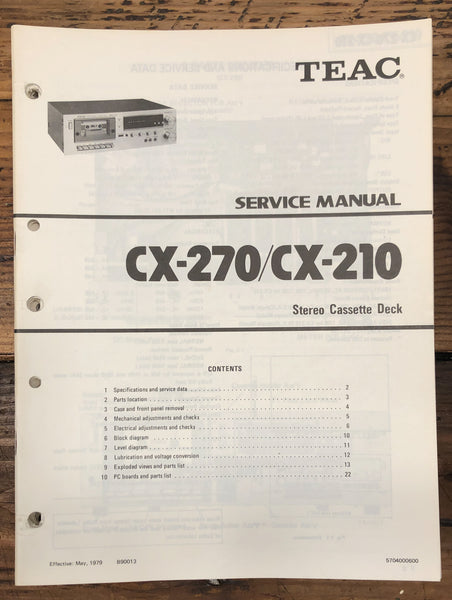 TEAC®
SERVICE MANUAL
CX-270/CX-210
Stereo Cassette Deck
CONTENTS
1 Specifications and service data 2
2 Parts location 3
3 Case and front panel removal 4
4 Mechanical adjustments and checks 5
5 Electrical adjustments and checks 6
6 Block diagram 10
7 Level diagram 11
8 Lubrication and voltage conversion 12
9 Exploded views and parts list 13
10 PC boards and parts list 22
Effective: May, 1979 890013 5704000600